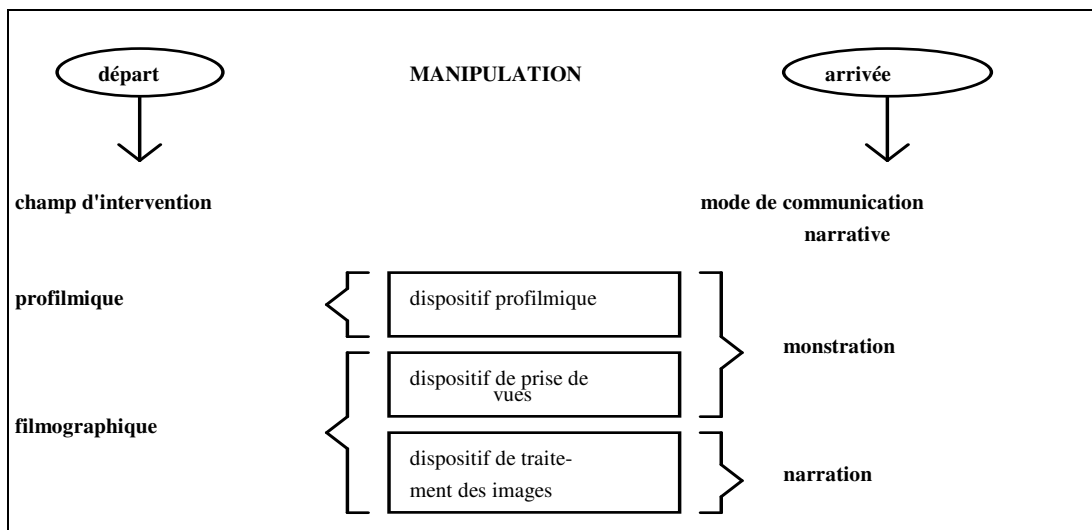 départ MANIPULATION arrivée
champ d'intervention mode de communication
narrative
profilmique dispositif profilmique
monstration
dispositif de prise de
vues
filmographique
dispositif de traite-
ment des images narration